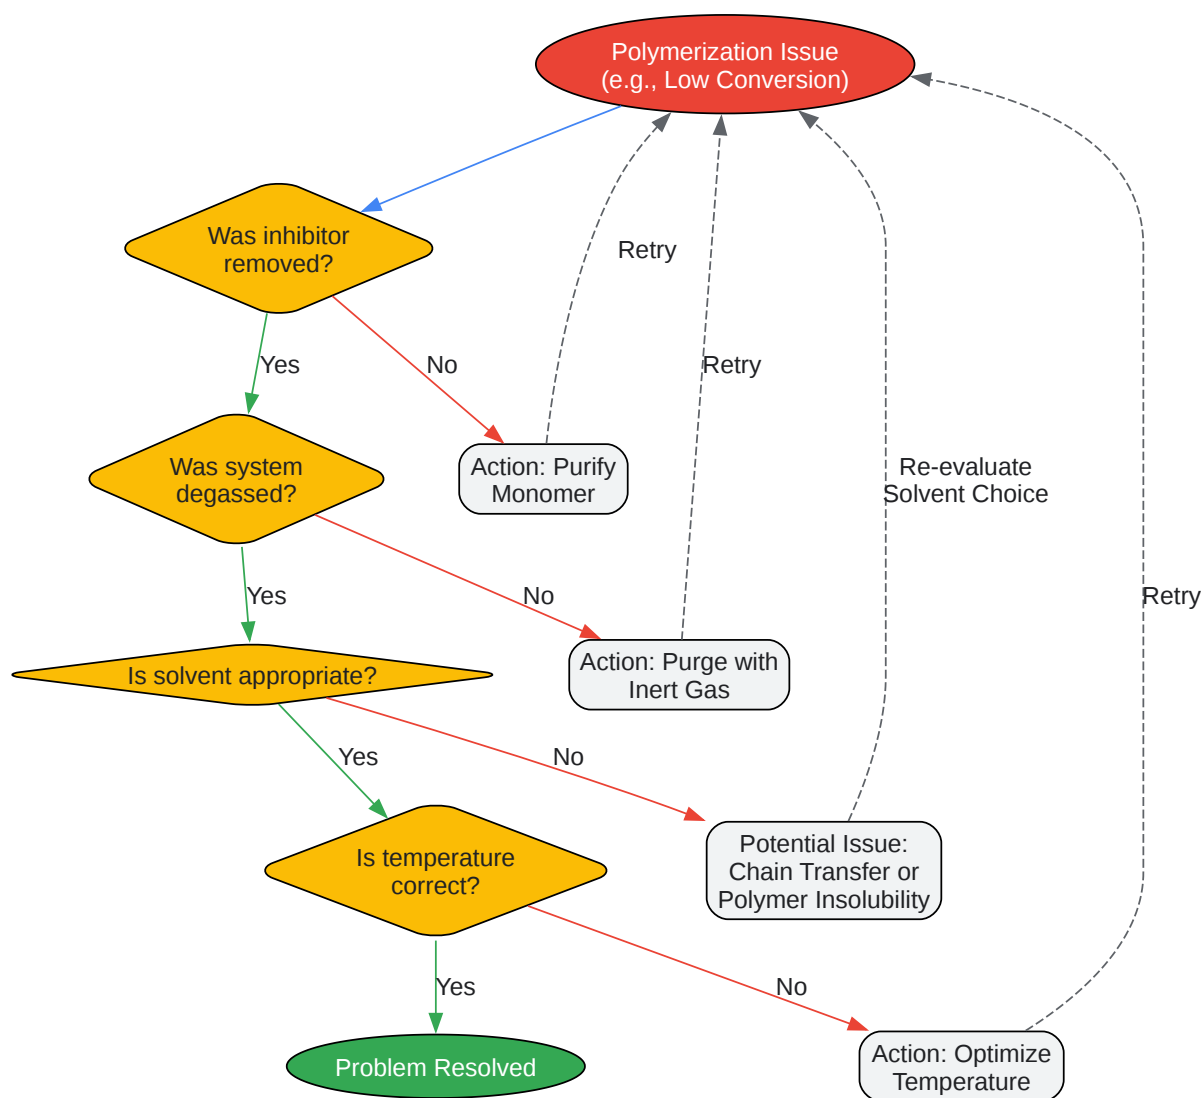 Polymerization Issue
(e.g., Low Conversion)
Was inhibitor
removed?
Retry
Yes
No
Retry
Was system
degassed?
Action: Purify
Monomer
Re-evaluate
Solvent Choice
Yes
No
Retry
Is solvent appropriate?
Action: Purge with
Inert Gas
Yes
No
Is temperature
correct?
Potential Issue:
Chain Transfer or
Polymer Insolubility
Yes
No
Problem Resolved
Action: Optimize
Temperature